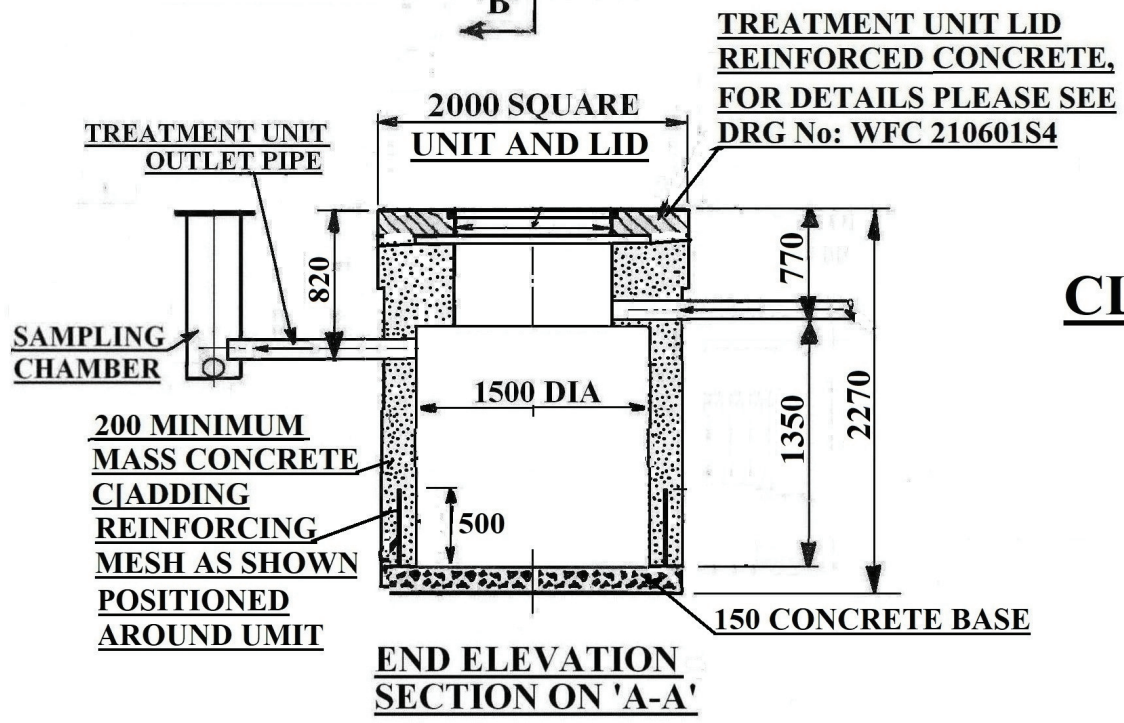 B
TREATMENT UNIT LID
REINFORCED CONCRETE,
FOR DETAILS PLEASE SEE
DRG No: WFC 210601S4
2000 SQUARE
UNIT AND LID
TREATMENT UNIT
OUTLET PIPE
820
770
CL
SAMPLING
CHAMBER
1500 DIA
1350
2270
200 MINIMUM
MASS CONCRETE
C[ADDING
REINFORCING
MESH AS SHOWN
POSITIONED
AROUND UMIT
500
150 CONCRETE BASE
END ELEVATION
SECTION ON 'A-A'